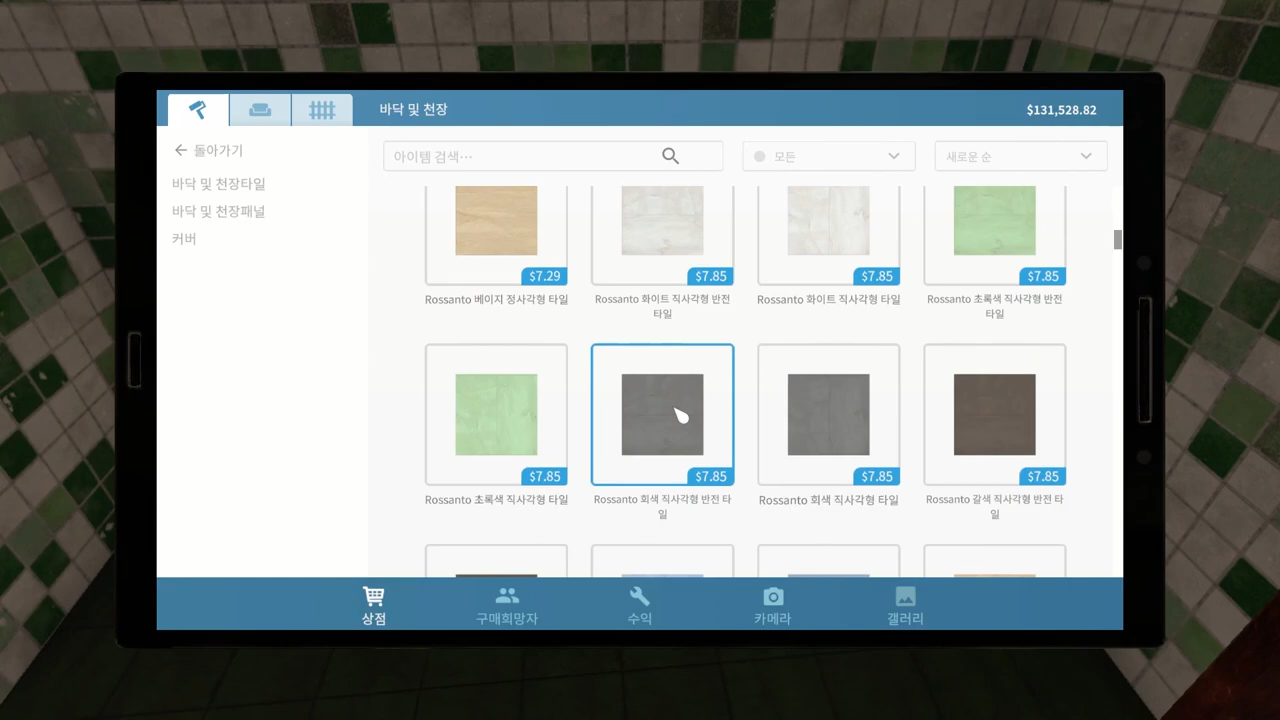 바닥 및 천장
$131,528.82
돌아가기
바닥 및 천장타일
바닥 및 천장패널
커버
아이템 검색···
모든
새로운 순
$7.29
$7.85
$7.85
$7.85
Rossanto 베이지 정사각형 타일
Rossanto 화이트 직사각형 반전
타일
Rossanto 화이트 직사각형 타일
Rossanto 초록색 직사각형 반전
타일
$7.85
$7.85
$7.85
$7.85
Rossanto 초록색 직사각형 타일
Rossanto 회색 직사각형 반전 타
일
Rossanto 회색 직사각형 타일
Rossanto 갈색 직사각형 반전 타
일
상점
구매희망자
수익
카메라
갤러리